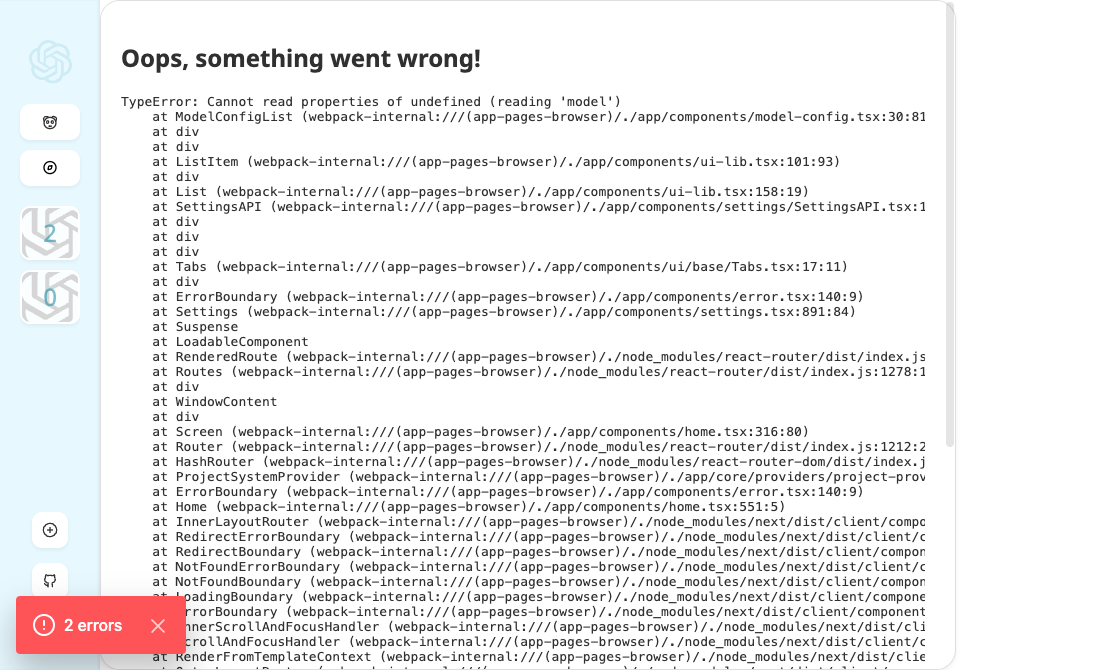 Oops, something went wrong!
TypeError: Cannot read properties of undefined (reading 'model')
at ModelConfigList (webpack-internal:///(app-pages-browser)/./app/components/model-config.tsx:30:81
at div
at div
at ListItem (webpack-internal:///(app-pages-browser)/./app/components/ui-lib.tsx:101:93)
at div
at List (webpack-internal:///(app-pages-browser)/./app/components/ui-lib.tsx:158:19)
at SettingsAPI (webpack-internal:///(app-pages-browser)/./app/components/settings/SettingsAPI.tsx:1
at div
at div
at div
at Tabs (webpack-internal:///(app-pages-browser)/./app/components/ui/base/Tabs.tsx:17:11)
at div
at ErrorBoundary (webpack-internal:///(app-pages-browser)/./app/components/error.tsx:140:9)
at Settings (webpack-internal:///(app-pages-browser)/./app/components/settings.tsx:891:84)
at Suspense
at LoadableComponent
at RenderedRoute (webpack-internal:///(app-pages-browser)/./node_modules/react-router/dist/index.js
at Routes (webpack-internal:///(app-pages-browser)/./node_modules/react-router/dist/index.js:1278:1
at div
at WindowContent
at div
at Screen (webpack-internal:///(app-pages-browser)/./app/components/home.tsx:316:80)
at Router (webpack-internal:///(app-pages-browser)/./node_modules/react-router/dist/index.js:1212:2
at HashRouter (webpack-internal:///(app-pages-browser)/./node_modules/react-router-dom/dist/index.j
at ProjectSystemProvider (webpack-internal:///(app-pages-browser)/./app/core/providers/project-prov
at ErrorBoundary (webpack-internal:///(app-pages-browser)/./app/components/error.tsx:140:9)
at Home (webpack-internal:///(app-pages-browser)/./app/components/home.tsx:551:5)
at InnerLayoutRouter (webpack-internal:///(app-pages-browser)/./node_modules/next/dist/client/compo
at RedirectErrorBoundary (webpack-internal:///(app-pages-browser)/./node_modules/next/dist/client/c
at RedirectBoundary (webpack-internal:///(app-pages-browser)/./node_modules/next/dist/client/compon
at NotFoundErrorBoundary (webpack-internal:///(app-pages-browser)/./node_modules/next/dist/client/c
at NotFoundBoundary (webpack-internal:///(app-pages-browser)/./node_modules/next/dist/client/compon
at LoadingBoundary (webpack-internal:///(app-pages-browser)/./node_modules/next/dist/client/compone
rrorBoundary (webpack-internal:///(app-pages-browser)/./node_modules/next/dist/client/component
nnerScrollAndFocusHandler (webpack-internal:///(app-pages-browser)/./node_modules/next/dist/cl
crollAndFocusHandler (webpack-internal:///(app-pages-browser)/./node_modules/next/dist/client/c
at RenderFromTemplateContext (webpack-internal:///(app-pages-browser)/./node_modules/next/dist/clie
2
0
2 errors